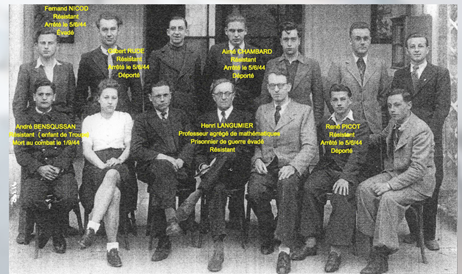 Fernand NICOD
Résistant
Arrêté le 5/6/44
Evadé
Robert RUDE
Résistant
Arrêté le 5/6/44
Déporté
Aimé CHAMBARD
Résistant
Arrêté le 5/6/44
Déporté
André BENSQUSSAN
Résistant ( enfant de Troupe
Mort au combat le 1/9/44
Henri LANGUMIER
Professeur agrégé de mathématiques
Prisonnier de guerre évadé
Résistant
René PICOT
Résistant
Arrêté le 5/6/44
Déporté